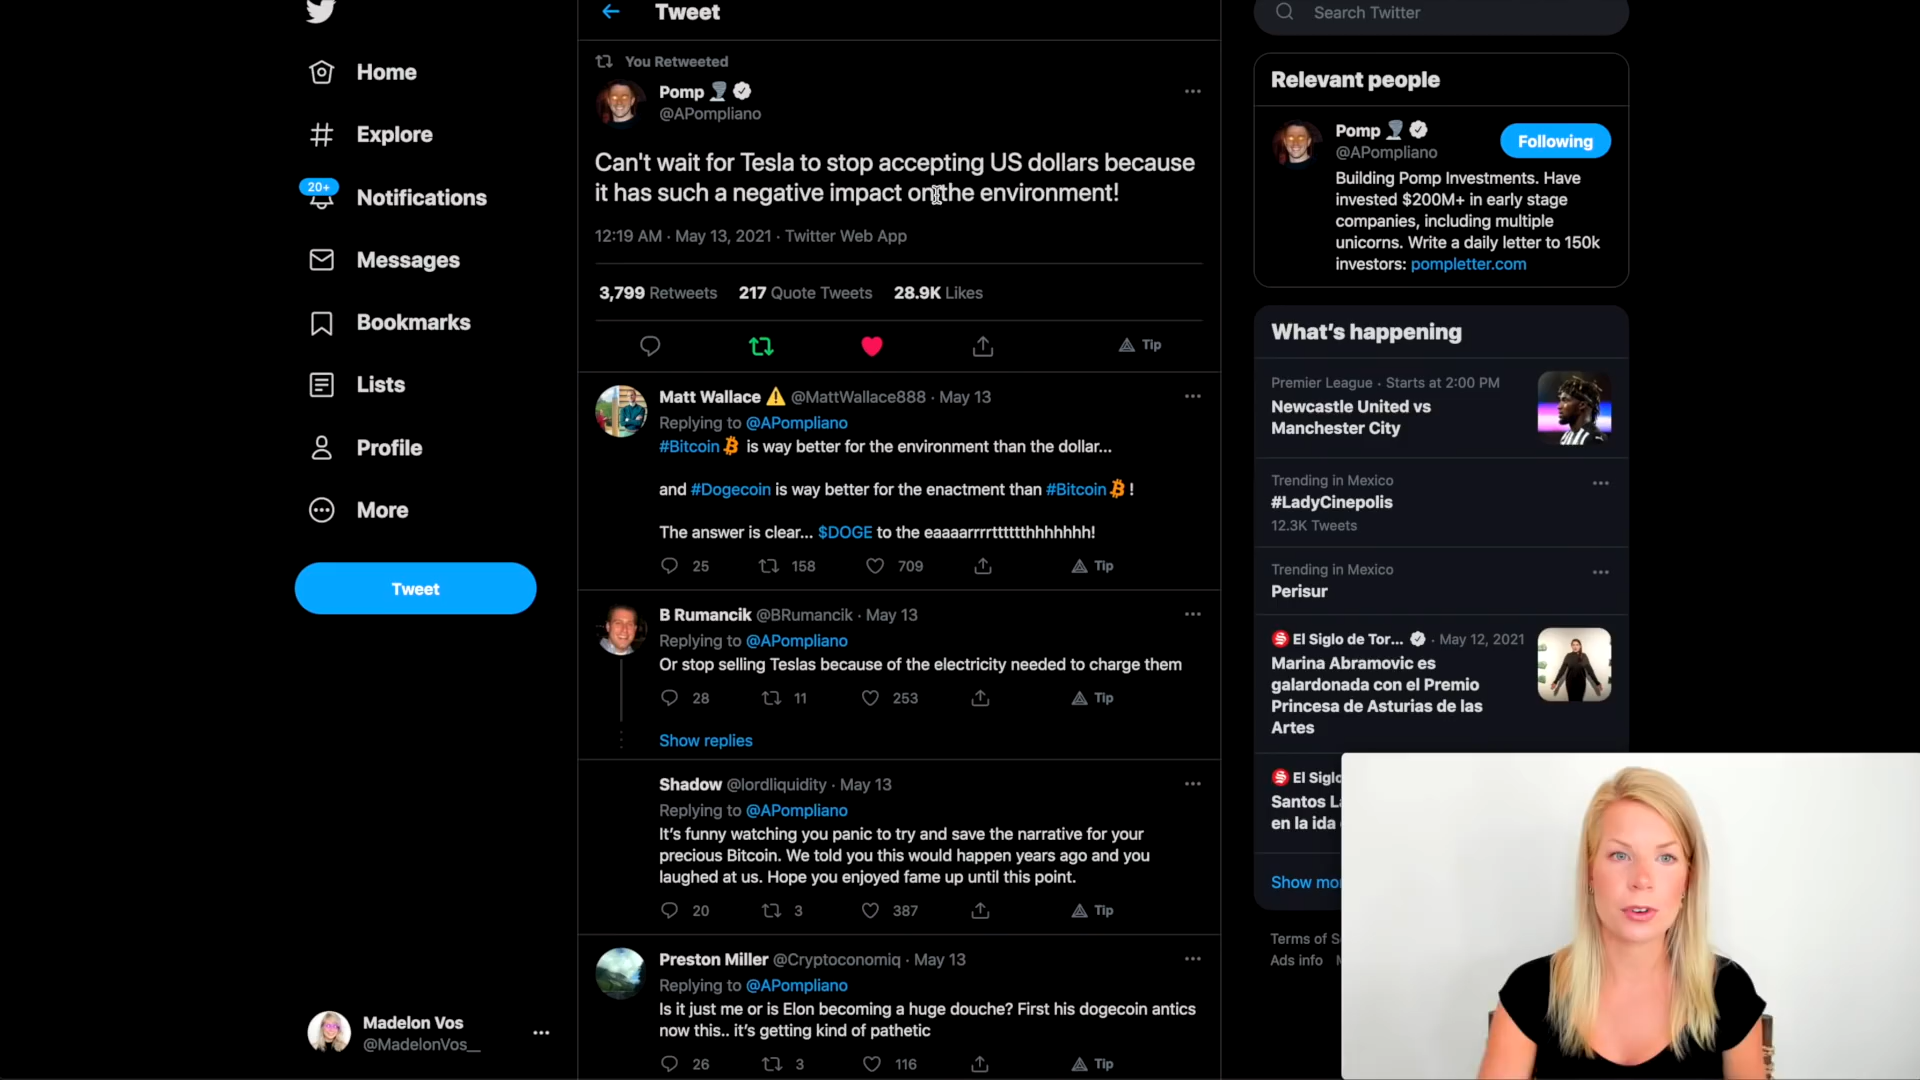 Home
Explore
20+
Notifications
Messages
Bookmarks
Lists
Profile
More
Tweet
Madelon Vos
@MadelonVos__
Tweet
You Retweeted
Pomp
@APompliano
Can't wait for Tesla to stop accepting US dollars because
it has such a negative impact on the environment!
12:19 AM · May 13, 2021 · Twitter Web App
3,799 Retweets 217 Quote Tweets 28.9K Likes
Tip
Matt Wallace @MattWallace888 · May 13
Replying to @APompliano
#Bitcoin is way better for the environment than the dollar...
and #Dogecoin is way better for the enactment than #Bitcoin !
The answer is clear... $DOGE to the eaaaarrrrtttttthhhhhhh!
25 158 709 Tip
B Rumancik @BRumancik · May 13
Replying to @APompliano
Or stop selling Teslas because of the electricity needed to charge them
28 11 253 Tip
Show replies
Shadow @lordliquidity · May 13
Replying to @APompliano
It's funny watching you panic to try and save the narrative for your
precious Bitcoin. We told you this would happen years ago and you
laughed at us. Hope you enjoyed fame up until this point.
20 3 387 Tip
Preston Miller @Cryptoconomiq · May 13
Replying to @APompliano
Is it just me or is Elon becoming a huge douche? First his dogecoin antics
now this.. it's getting kind of pathetic
26 3 116 Tip
Search Twitter
Relevant people
Pomp
@APompliano
Following
Building Pomp Investments. Have
invested $200M+ in early stage
companies, including multiple
unicorns. Write a daily letter to 150k
investors: pompletter.com
What's happening
Premier League · Starts at 2:00 PM
Newcastle United vs
Manchester City
Trending in Mexico
#LadyCinepolis
12.3K Tweets
Trending in Mexico
Perisur
El Siglo de Tor... · May 12, 2021
Marina Abramovic es
galardonada con el Premio
Princesa de Asturias de las
Artes
El Siglo
Santos L
en la ida
Show mo
Terms of S
Ads info